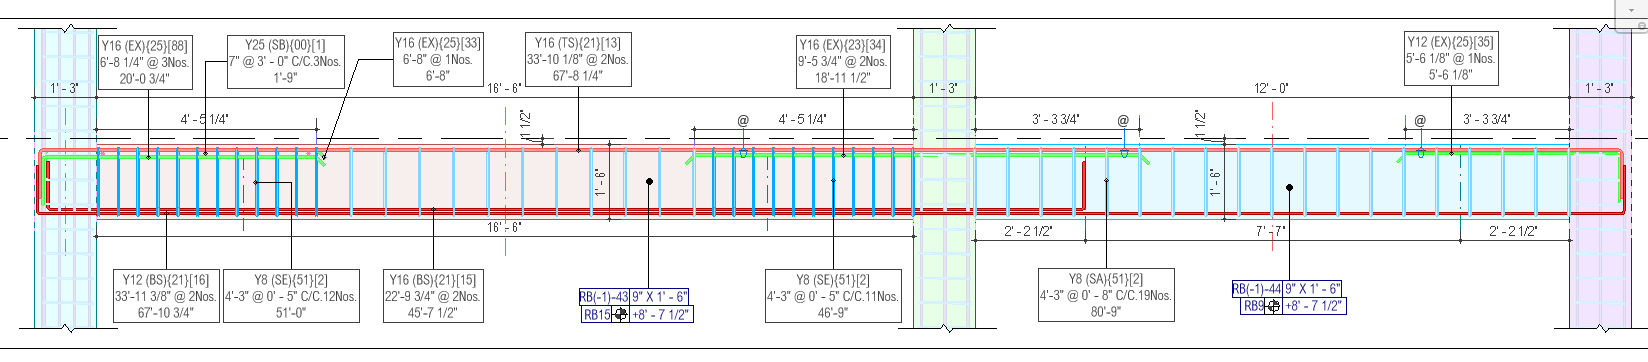 Y16 (EX){25}[88]
6'-8 1/4" @ 3Nos.
20'-0 3/4"
Y25 (SB){00}[1]
7" @ 3' - 0" C/C.3Nos.
1'-9"
Y16 (EX){25}[33]
6'-8" @ 1Nos.
6'-8"
Y16 (TS){21}[13]
33'-10 1/8" @ 2Nos.
67'-8 1/4"
Y16 (EX){23}[34]
9'-5 3/4" @ 2Nos.
18'-11 1/2"
Y12 (EX){25}[35]
5'-6 1/8" @ 1Nos.
5'-6 1/8"
1' - 3"
16' - 6"
1' - 3"
12' - 0"
1' - 3"
4' - 5 1/4"
1 1/2"
@
4' - 5 1/4"
3' - 3 3/4"
@
1 1/2"
@
3' - 3 3/4"
1' - 6"
1' - 6"
16' - 6"
2' - 2 1/2"
7' - 7"
2' - 2 1/2"
Y12 (BS){21}[16]
33'-11 3/8" @ 2Nos.
67'-10 3/4"
Y8 (SE){51}[2]
4'-3" @ 0' - 5" C/C.12Nos.
51'-0"
Y16 (BS){21}[15]
22'-9 3/4" @ 2Nos.
45'-7 1/2"
RB(-1)-43 9" X 1' - 6"
RB15 +8' - 7 1/2"
Y8 (SE){51}[2]
4'-3" @ 0' - 5" C/C.11Nos.
46'-9"
Y8 (SA){51}[2]
4'-3" @ 0' - 8" C/C.19Nos.
80'-9"
RB(-1)-44 9" X 1' - 6"
RB9 +8' - 7 1/2"